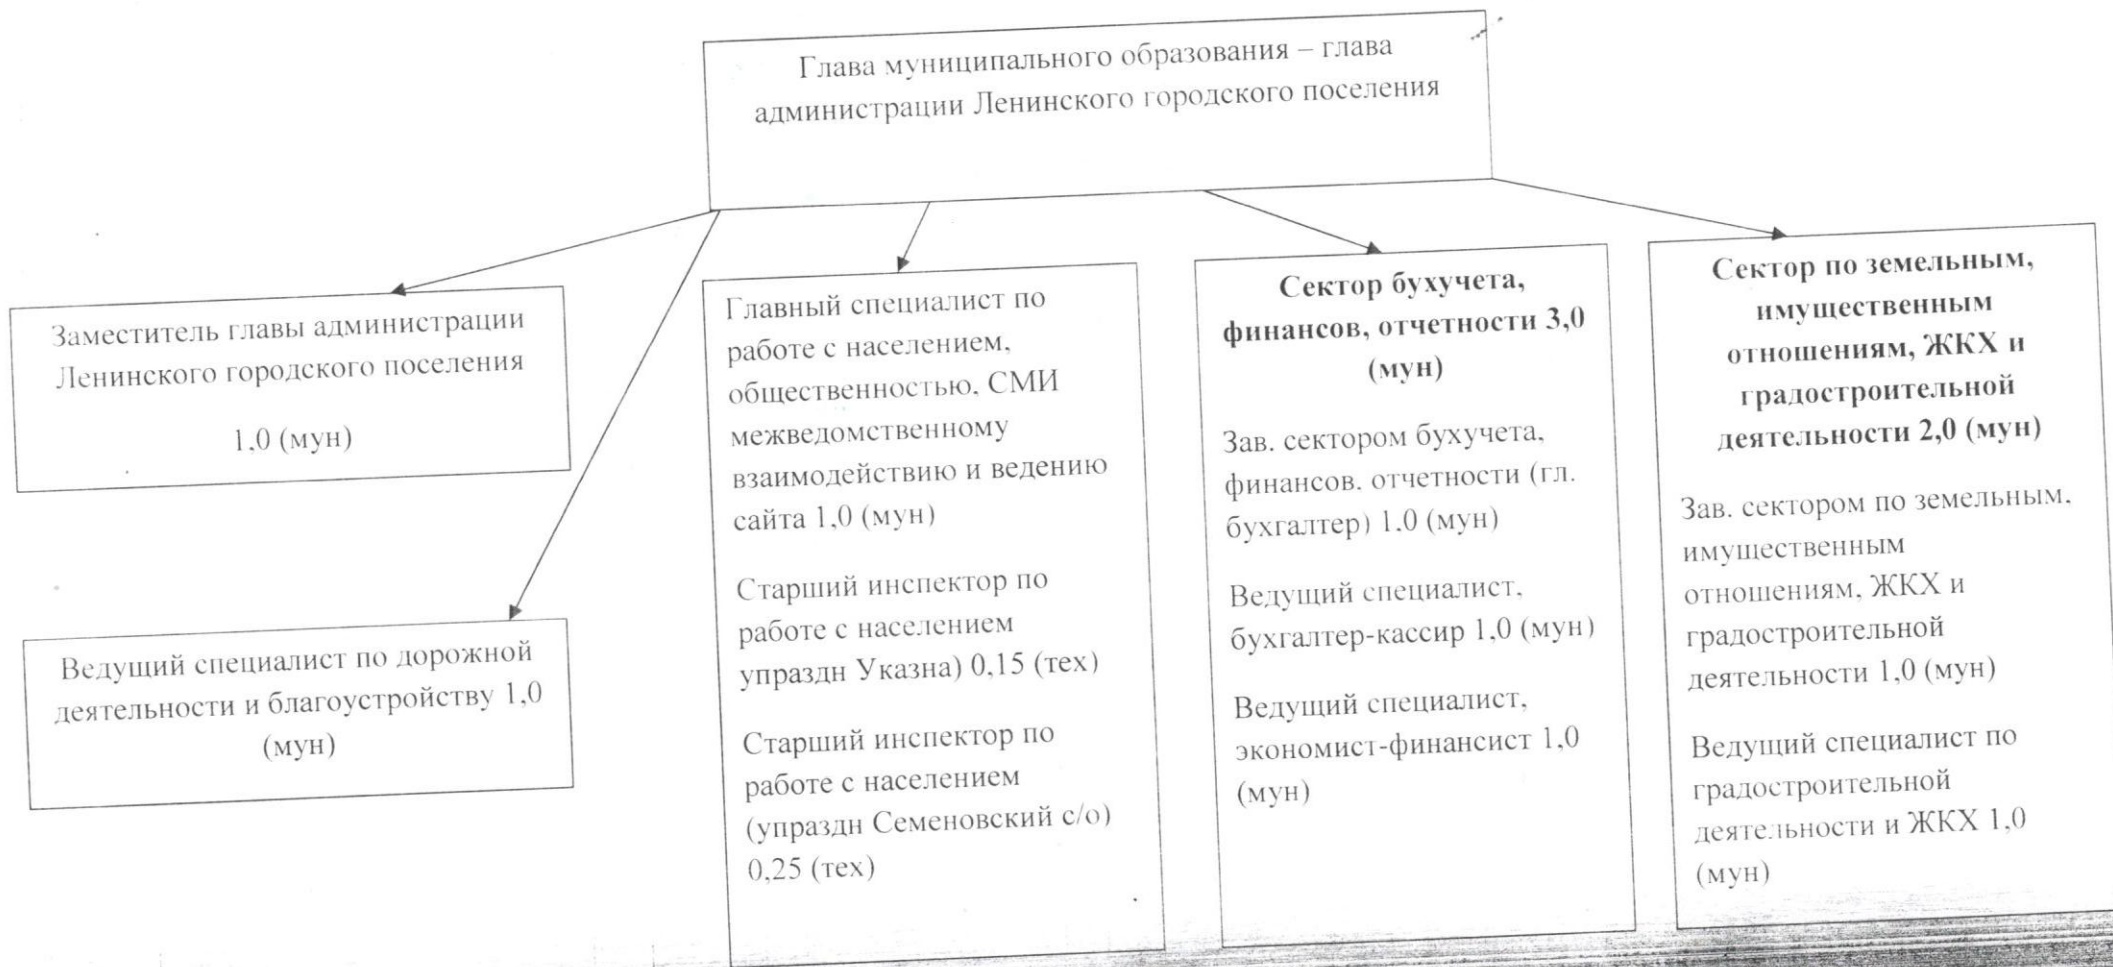 Глава муниципального образования – глава
администрации Ленинского городского поселения
Заместитель главы администрации
Ленинского городского поселения
1,0 (мун)
Ведущий специалист по дорожной
деятельности и благоустройству 1,0
(мун)
Главный специалист по
работе с населением,
общественностью, СМИ
межведомственному
взаимодействию и ведению
сайта 1,0 (мун)
Старший инспектор по
работе с населением
упраздн Указна) 0,15 (тех)
Старший инспектор по
работе с населением
(упраздн Семеновский с/о)
0,25 (тех)
Сектор бухучета,
финансов, отчетности 3,0
(мун)
Зав. сектором бухучета,
финансов. отчетности (гл.
бухгалтер) 1,0 (мун)
Ведущий специалист,
бухгалтер-кассир 1,0 (мун)
Ведущий специалист,
экономист-финансист 1,0
(мун)
Сектор по земельным,
имущественным
отношениям, ЖКХ и
градостроительной
деятельности 2,0 (мун)
Зав. сектором по земельным,
имущественным
отношениям, ЖКХ и
градостроительной
деятельности 1,0 (мун)
Ведущий специалист по
градостроительной
деятельности и ЖКХ 1,0
(мун)